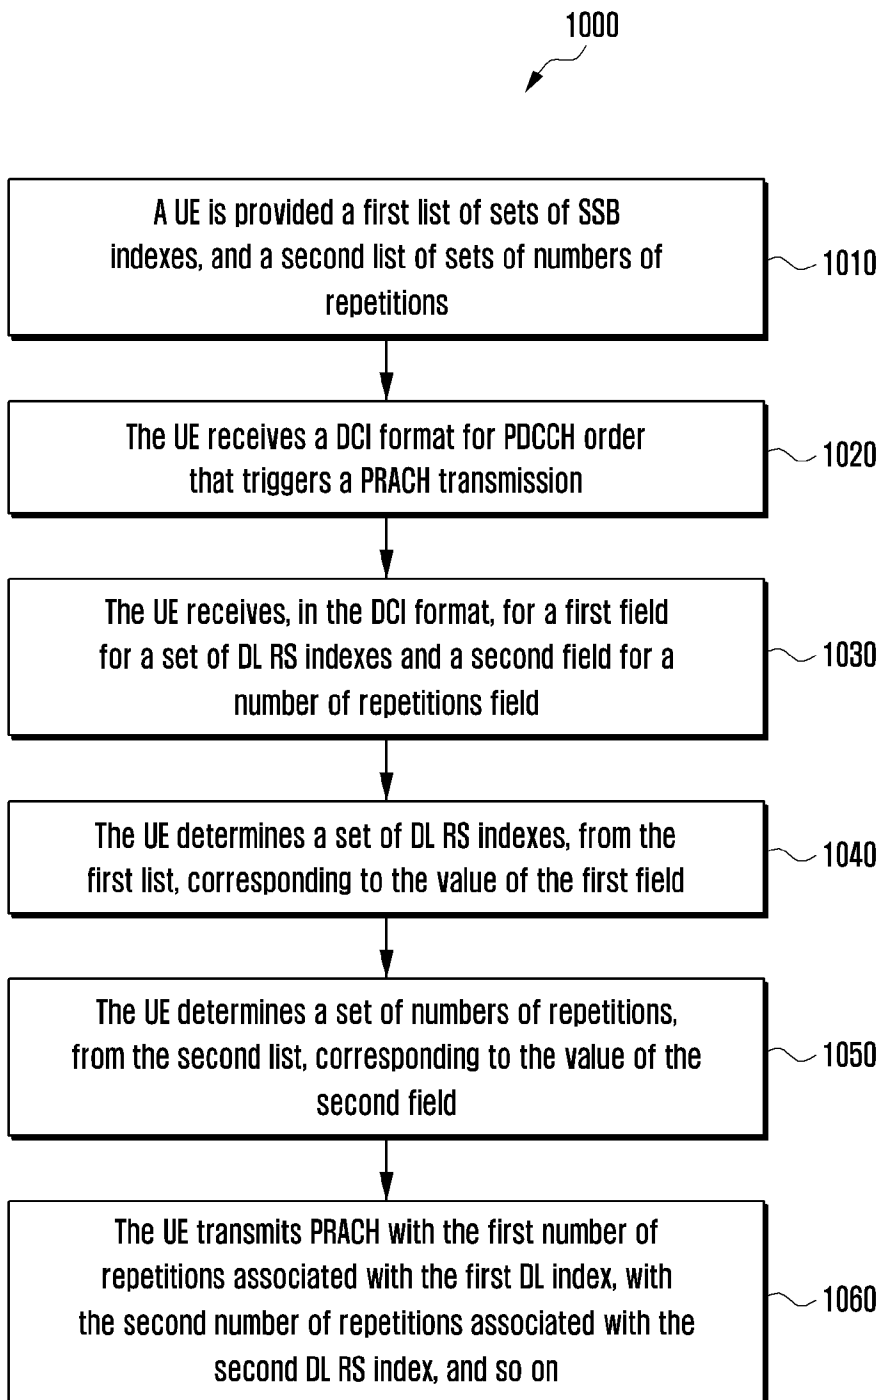 1000
A UE is provided a first list of sets of SSB
indexes, and a second list of sets of numbers of
repetitions
1010
The UE receives a DCI format for PDCCH order
that triggers a PRACH transmission
1020
The UE receives, in the DCI format, for a first field
for a set of DL RS indexes and a second field for a
number of repetitions field
1030
The UE determines a set of DL RS indexes, from the
first list, corresponding to the value of the first field
1040
The UE determines a set of numbers of repetitions,
from the second list, corresponding to the value of the
second field
1050
The UE transmits PRACH with the first number of
repetitions associated with the first DL index, with
the second number of repetitions associated with the
second DL RS index, and so on
1060